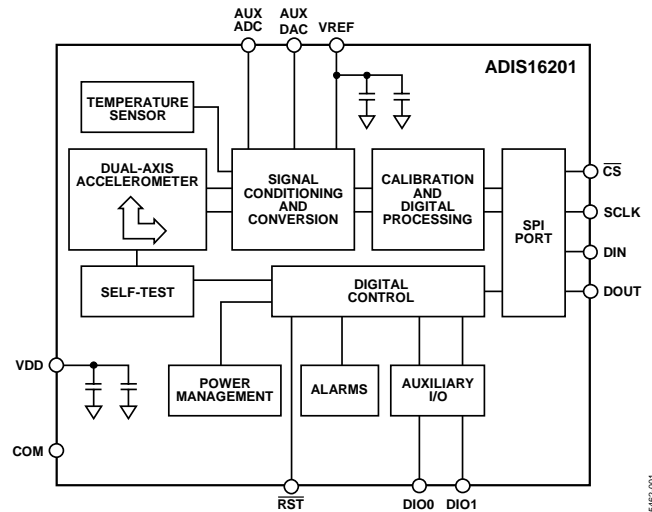 AUX
ADC
AUX
DAC
VREF
ADIS16201
TEMPERATURE
SENSOR
DUAL-AXIS
ACCELEROMETER
SIGNAL
CONDITIONING
AND
CONVERSION
CALIBRATION
AND
DIGITAL
PROCESSING
SPI
PORT
CS
SCLK
DIN
DOUT
SELF-TEST
DIGITAL
CONTROL
VDD
POWER
MANAGEMENT
ALARMS
AUXILIARY
I/O
COM
RST
DIO0
DIO1